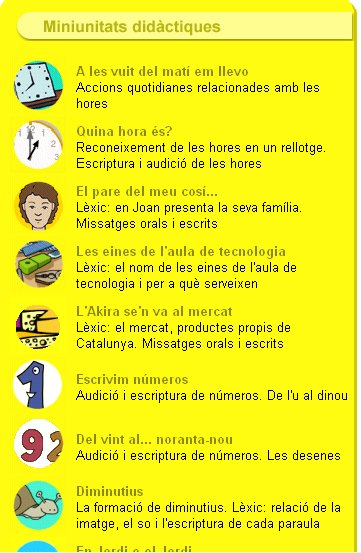 Miniunitats didàctiques
A les vuit del matí em llevo
Accions quotidianes relacionades amb les
hores
Quina hora és?
Reconeixement de les hores en un rellotge.
Escriptura i audició de les hores
El pare del meu cosí...
Lèxic: en Joan presenta la seva família.
Missatges orals i escrits
Les eines de l'aula de tecnologia
Lèxic: el nom de les eines de l'aula de
tecnologia i per a què serveixen
L'Akira se'n va al mercat
Lèxic: el mercat, productes propis de
Catalunya. Missatges orals i escrits
Escrivim números
Audició i escriptura de números. De l'u al dinou
Del vint al... noranta-nou
Audició i escriptura de números. Les desenes
Diminutius
La formació de diminutius. Lèxic: relació de la
imatge, el so i l'escriptura de cada paraula